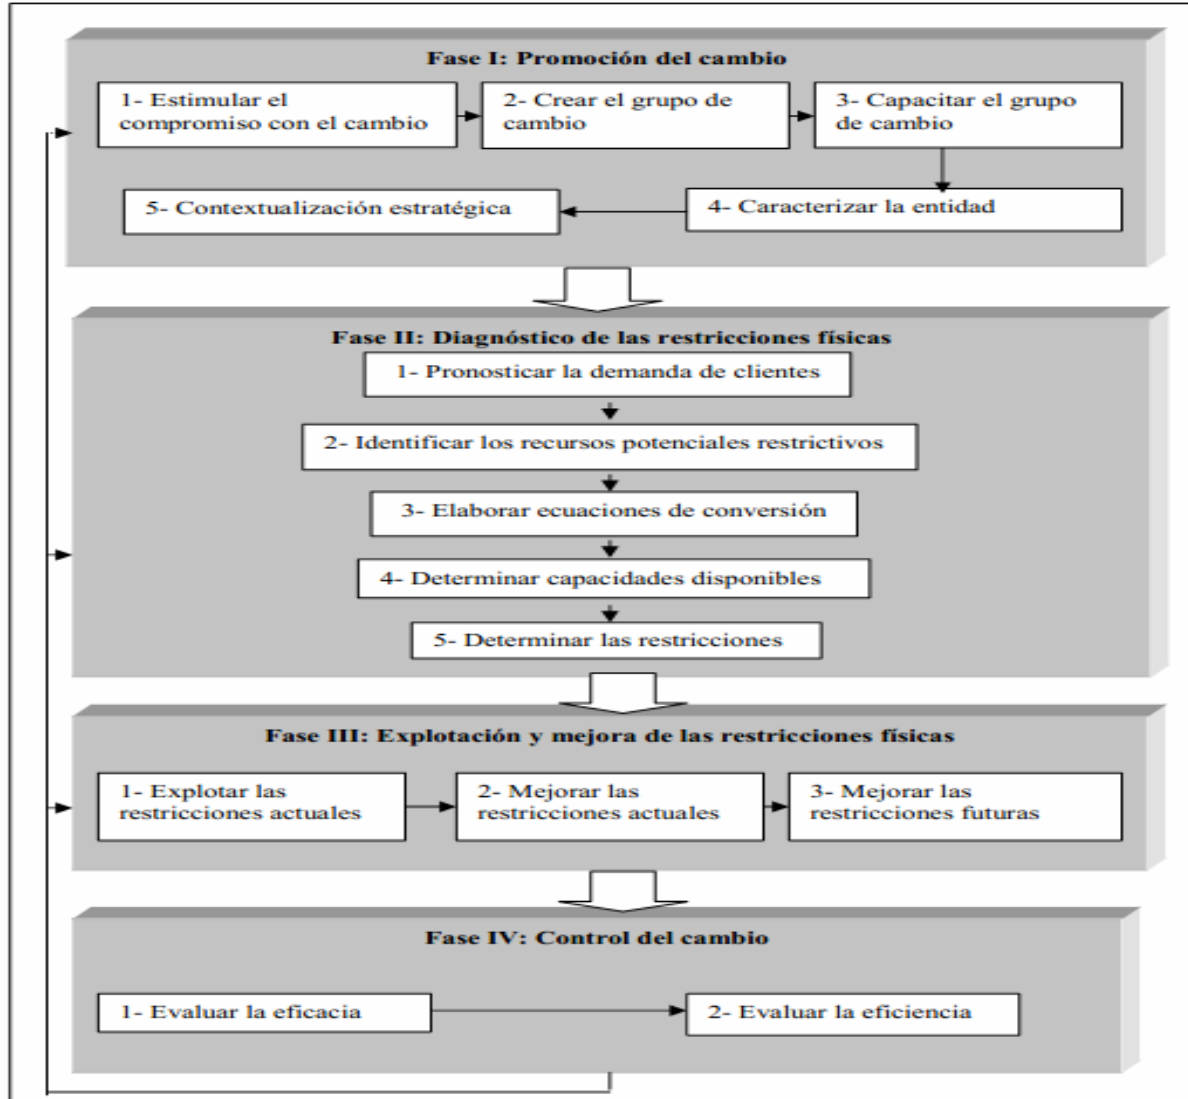 Fase I: Promoción del cambio
1- Estimular el
compromiso con el cambio
2- Crear el grupo de
cambio
3- Capacitar el grupo
de cambio
4- Caracterizar la entidad
5- Contextualización estratégica
Fase II: Diagnóstico de las restricciones físicas
1- Pronosticar la demanda de clientes
2- Identificar los recursos potenciales restrictivos
3- Elaborar ecuaciones de conversión
4- Determinar capacidades disponibles
5- Determinar las restricciones
Fase III: Explotación y mejora de las restricciones físicas
1- Explotar las
restricciones actuales
2- Mejorar las
restricciones actuales
3- Mejorar las
restricciones futuras
Fase IV: Control del cambio
1- Evaluar la eficacia
2- Evaluar la eficiencia